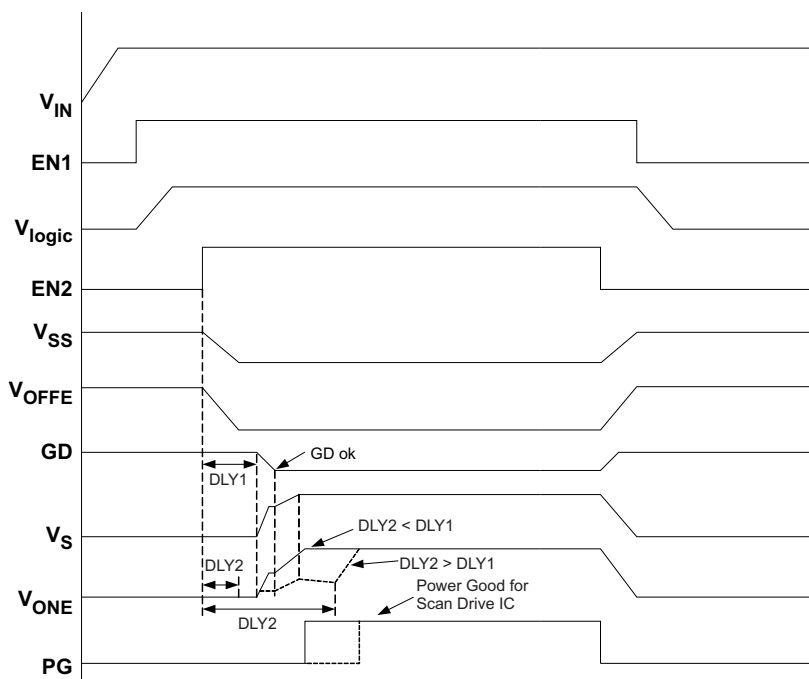 VIN
EN1
Vlogic
EN2
VSS
VOFFE
GD
GD ok
DLY1
VS
DLY2 < DLY1
DLY2
DLY2 > DLY1
VONE
Power Good for
Scan Drive IC
DLY2
PG